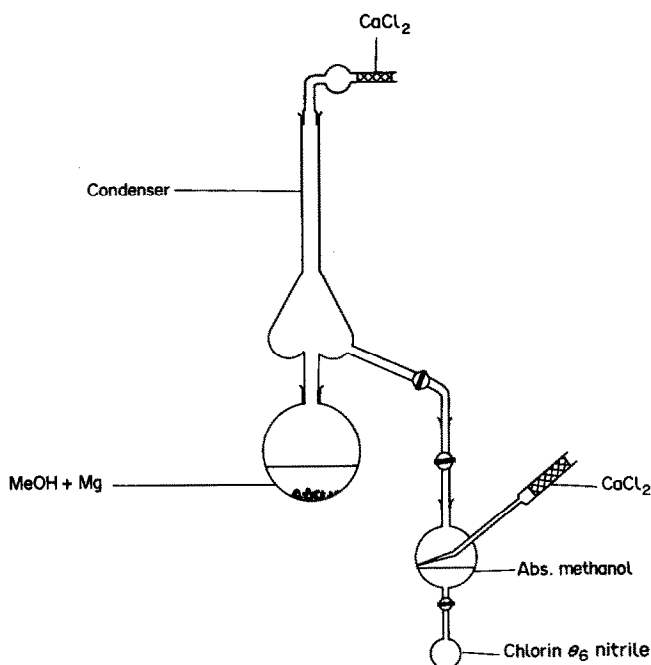 CaCl₂
Condenser
MeOH + Mg
CaCl₂
Abs. methanol
Chlorin e₆ nitrile